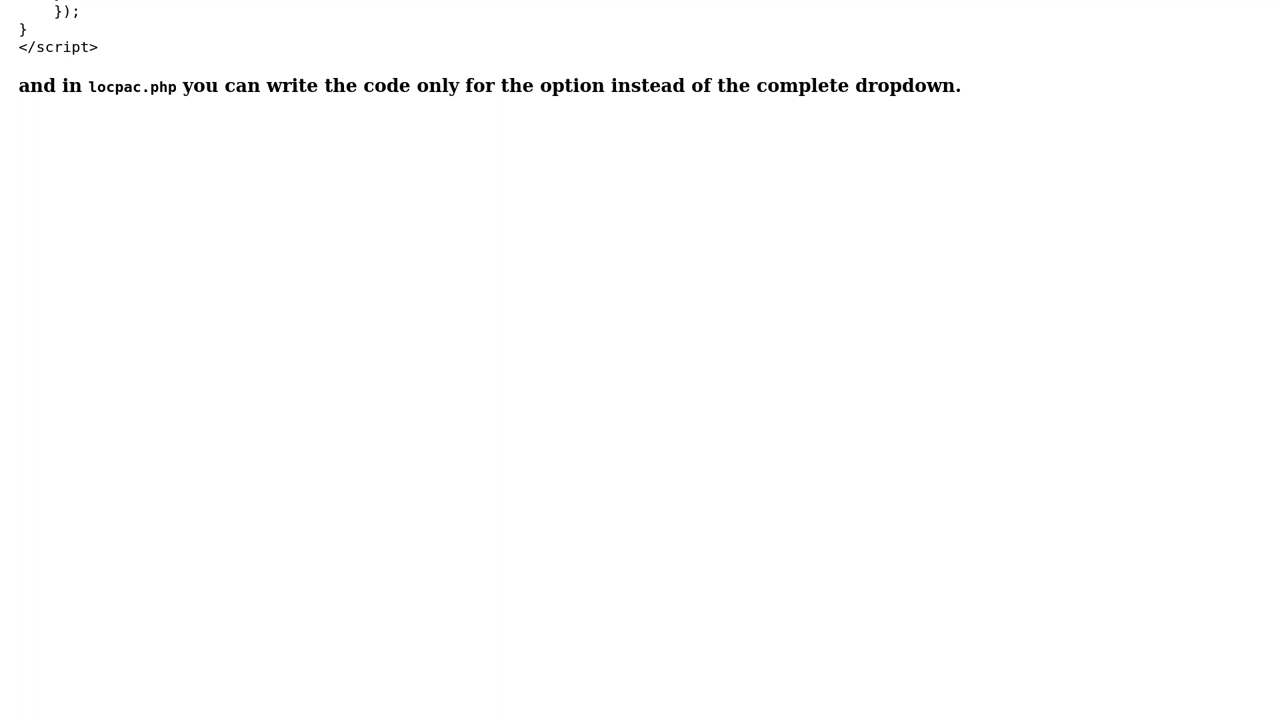 });
}
</script>
and in locpac.php you can write the code only for the option instead of the complete dropdown.